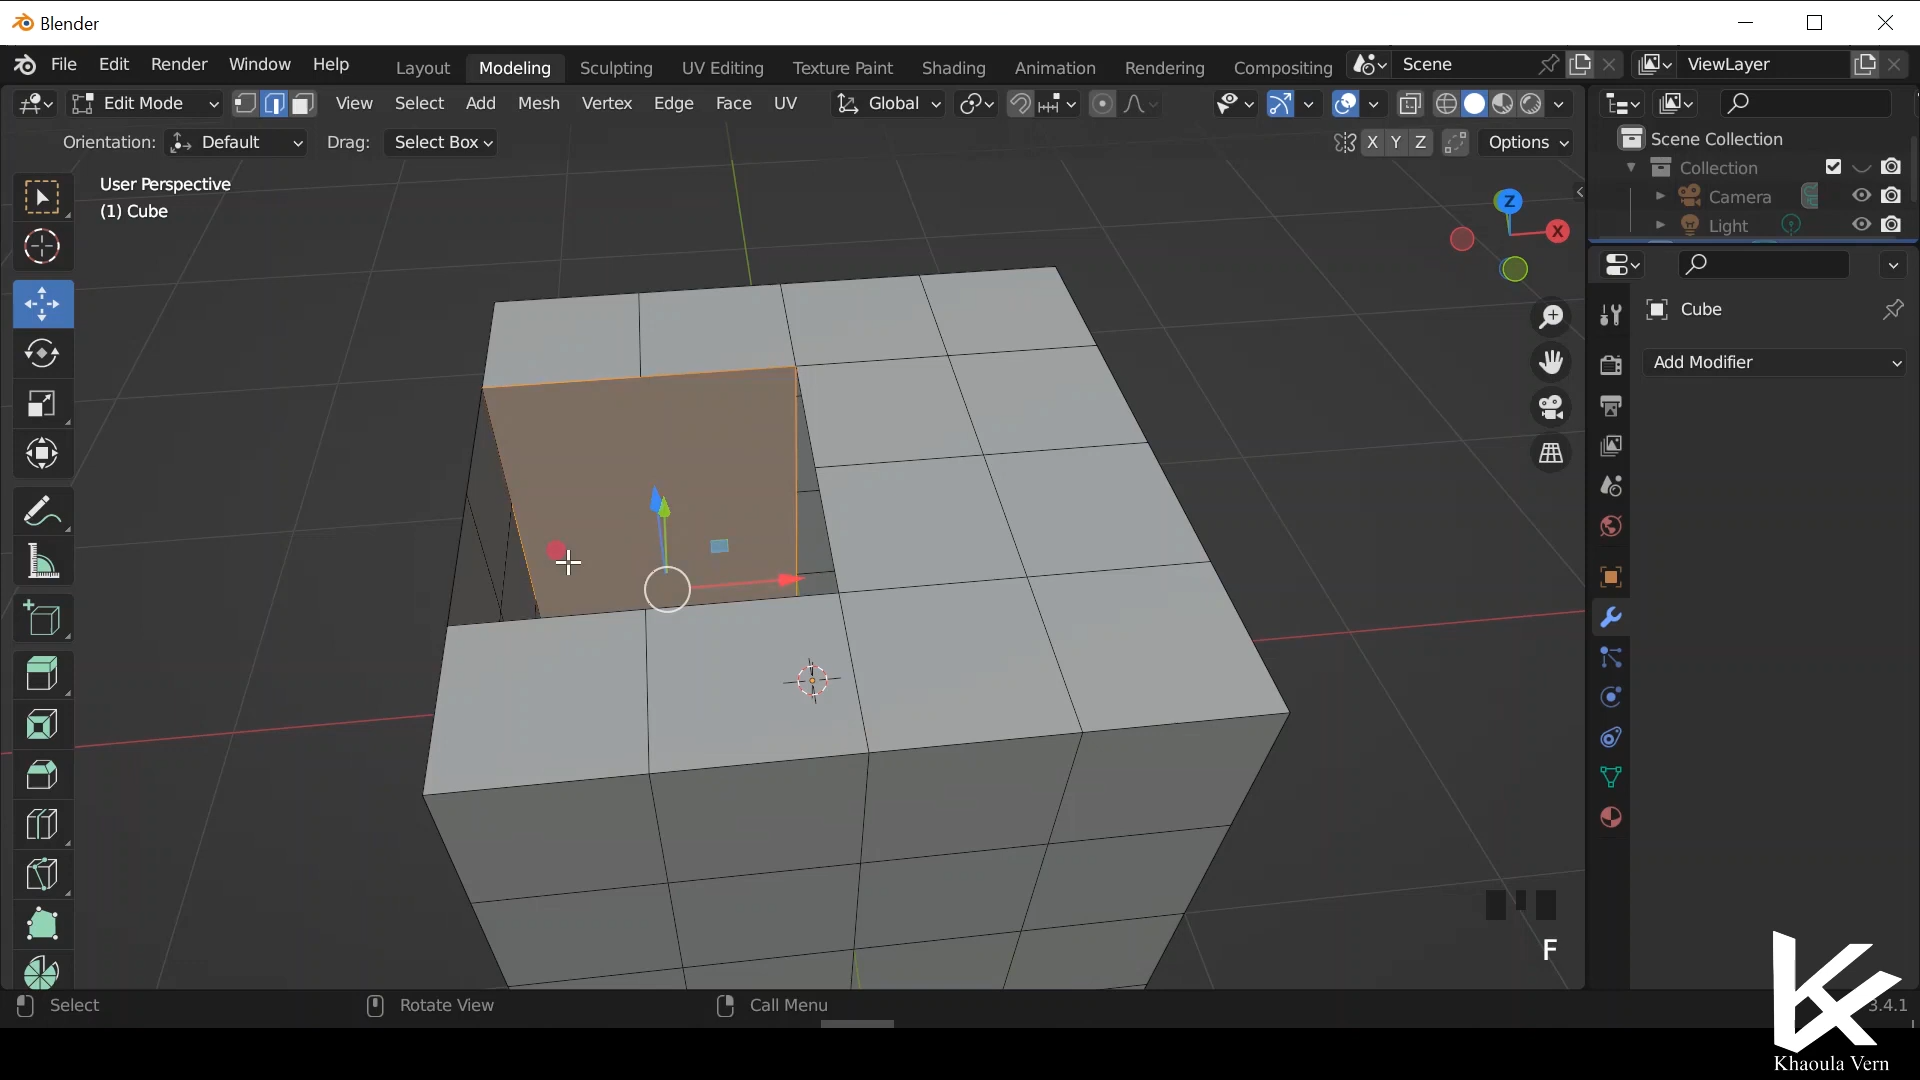 Blender
File Edit Render Window Help Layout Modeling Sculpting UV Editing Texture Paint Shading Animation Rendering Compositing Scene ViewLayer
Edit Mode View Select Add Mesh Vertex Edge Face UV Global
Orientation: Default Drag: Select Box X Y Z Options
Scene Collection
Collection
Camera
Light
User Perspective
(1) Cube
Z
X
Cube
Add Modifier
F
Select Rotate View Call Menu
3.4.1
Khaoula Vern